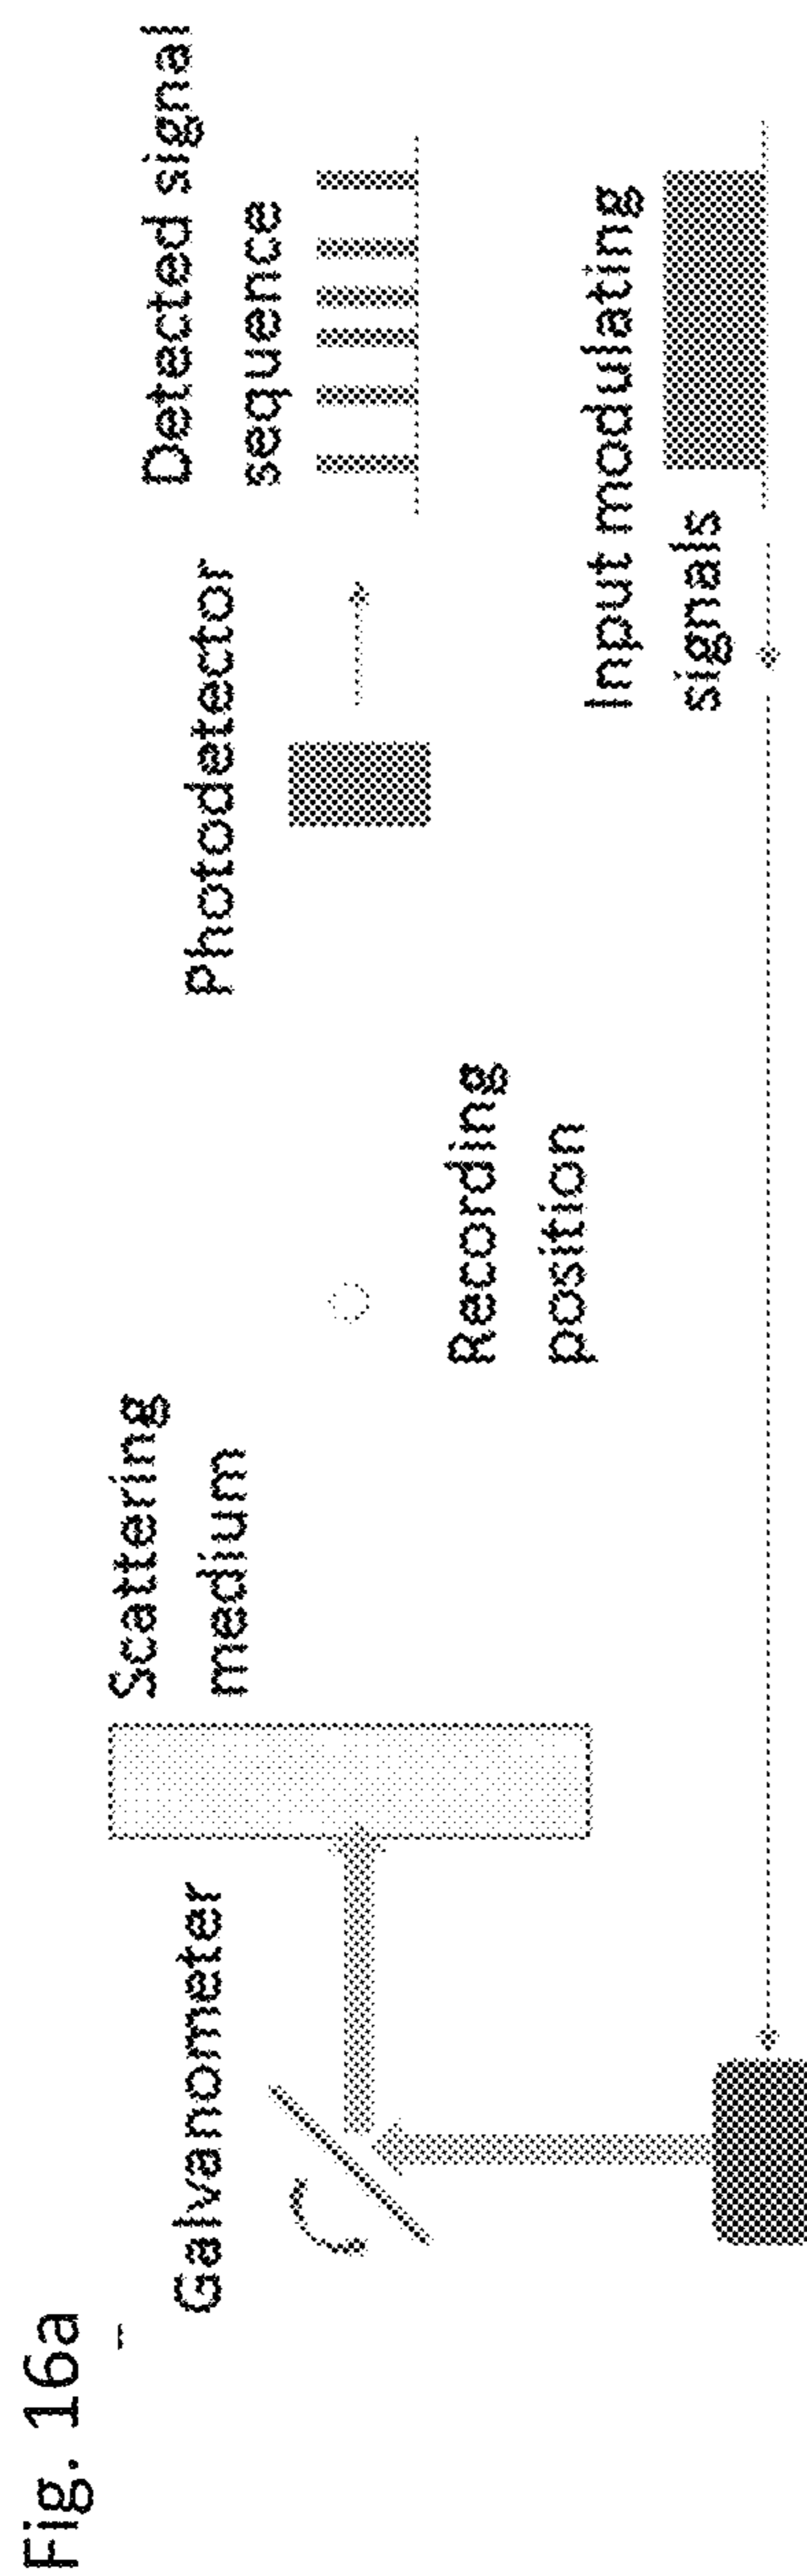 Fig. 16a
Galvanometer
Scattering
medium
Recording
position
Photodetector
Detected signal
sequence
Input modulating
signals